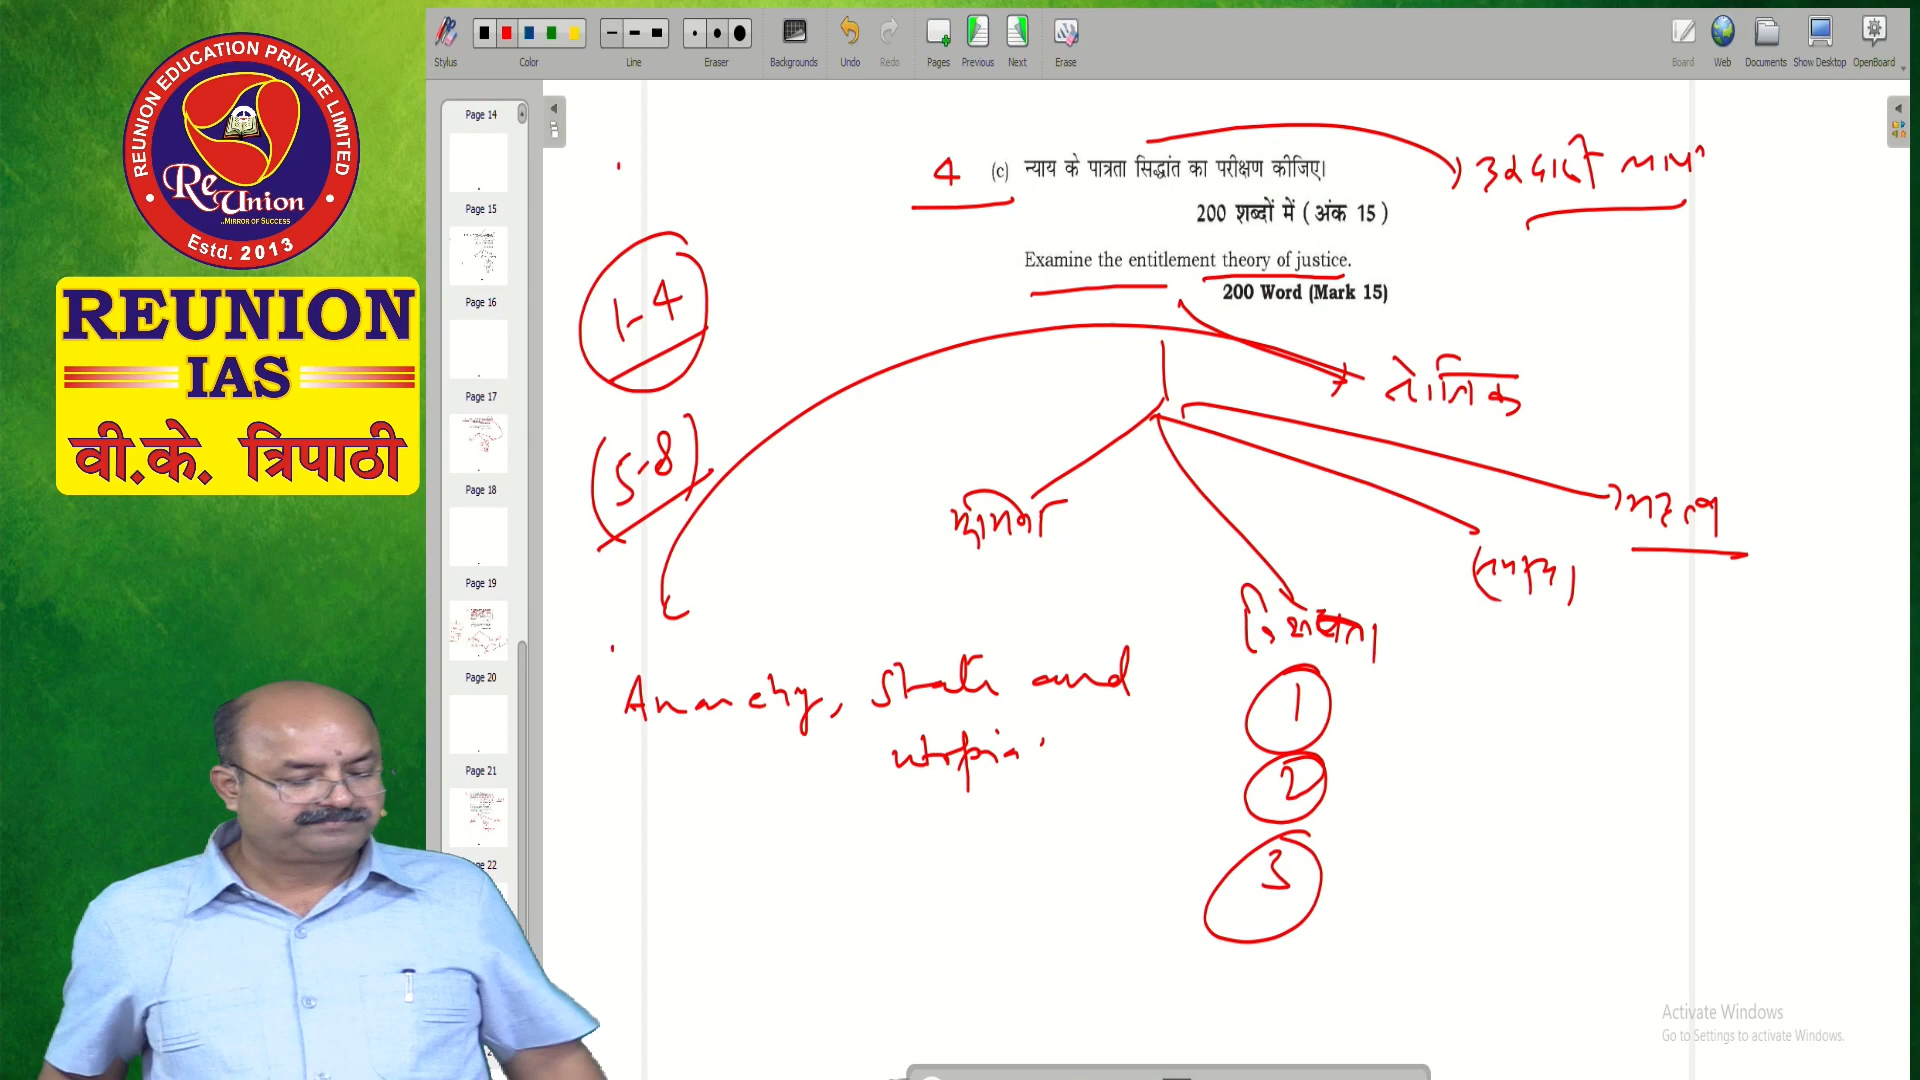 REUNION EDUCATION PRIVATE LIMITED
Re Union
..MIRROR OF SUCCESS
Estd. 2013
REUNION
IAS
वी.के. त्रिपाठी
Stylus
Color
Line
Eraser
Backgrounds
Undo
Redo
Pages
Previous
Next
Erase
Board
Web
Documents
Show Desktop
OpenBoard
Page 14
Page 15
Page 16
Page 17
Page 18
Page 19
Page 20
Page 21
ge 22
4 (c) न्याय के पात्रता सिद्धांत का परीक्षण कीजिए।
200 शब्दों में ( अंक 15 )
Examine the entitlement theory of justice.
200 Word (Mark 15)
1-4
(5-8)
Anarchy, State and
utopia
1
2
3
Activate Windows
Go to Settings to activate Windows.